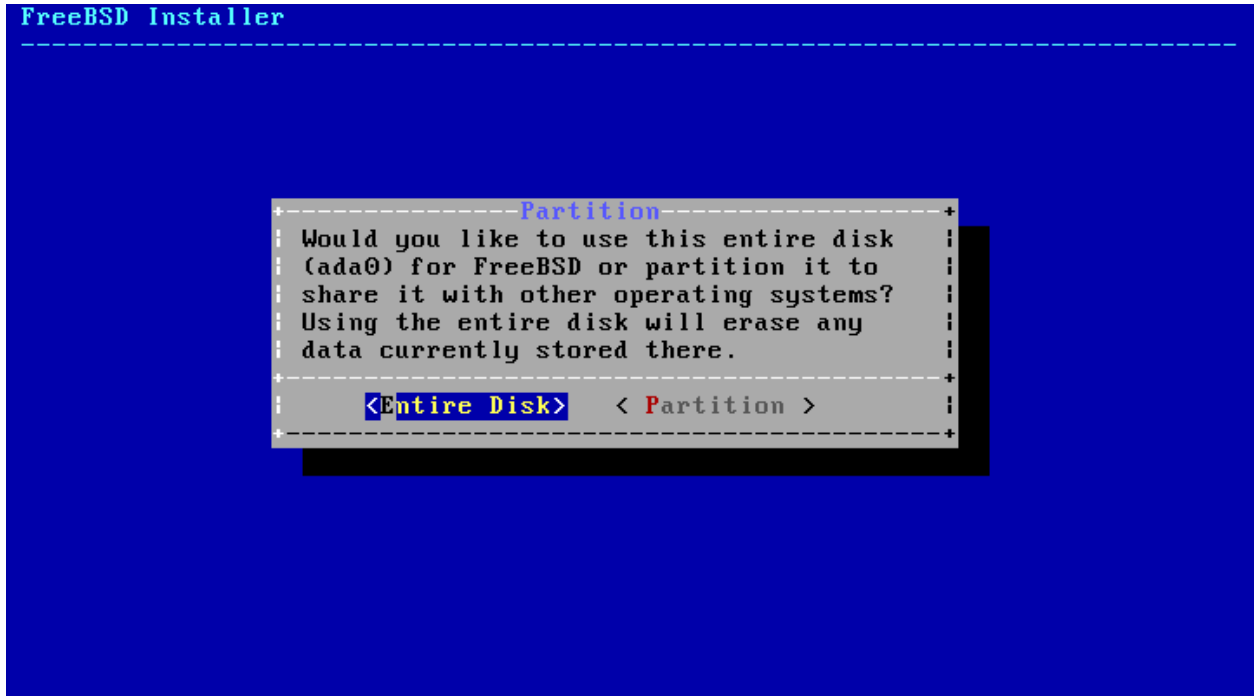 FreeBSD Installer
Partition
Would you like to use this entire disk
(ada0) for FreeBSD or partition it to
share it with other operating systems?
Using the entire disk will erase any
data currently stored there.
<Entire Disk> < Partition >